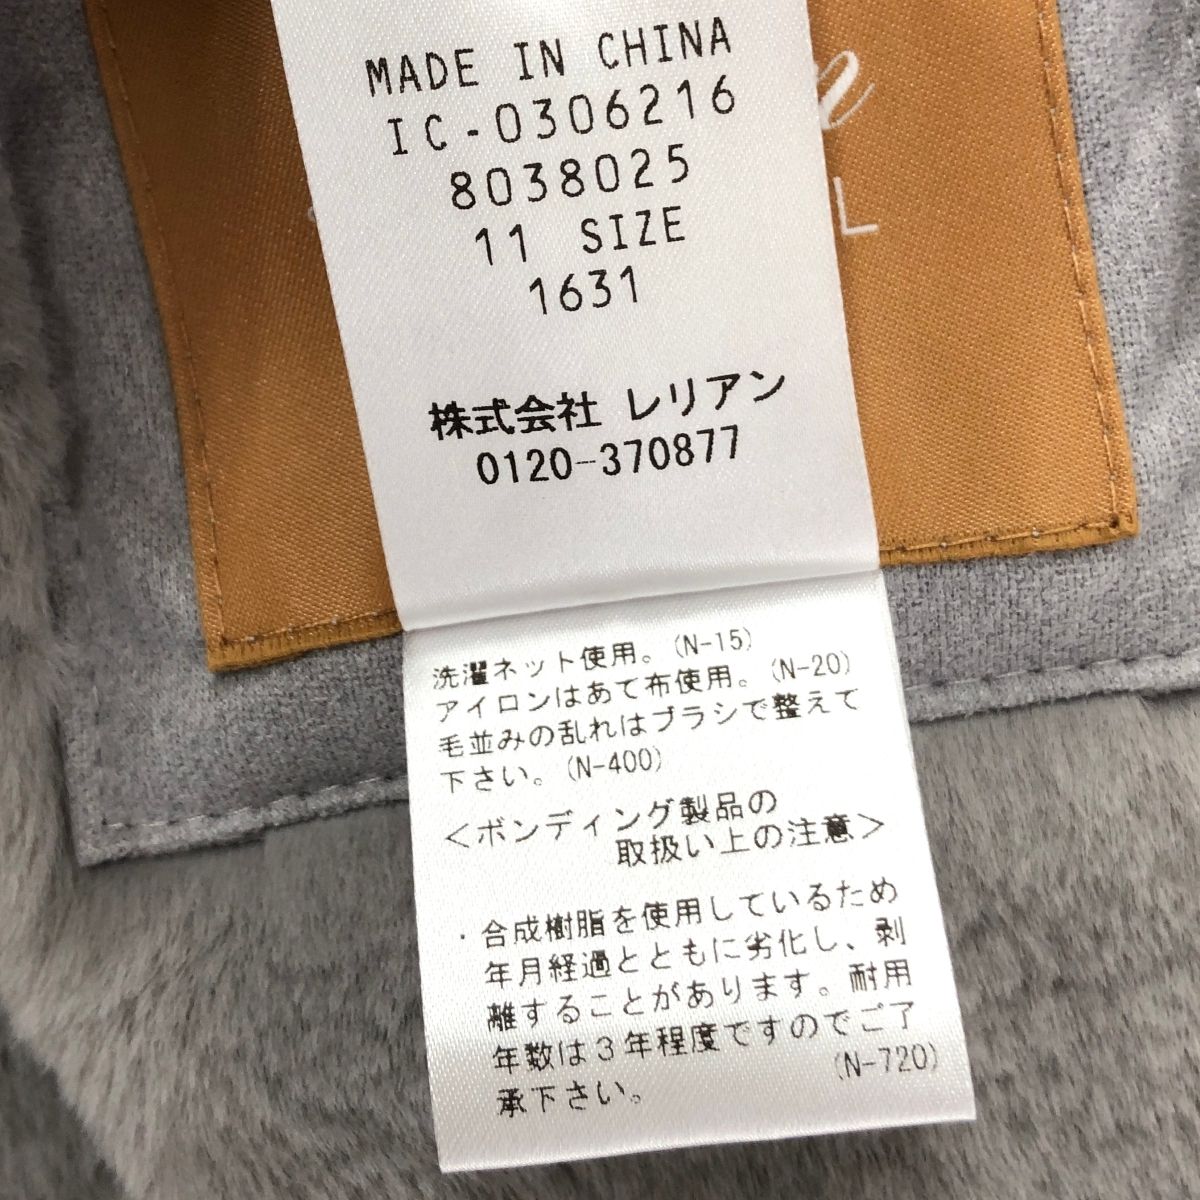 MADE IN CHINA
IC-0306216
8038025
11 SIZE
1631
株式会社 レリアン
0120-370877
洗濯ネット使用。(N-15)
アイロンはあて布使用。(N-20)
毛並みの乱れはブラシで整えて
下さい。(N-400)
＜ボンディング製品の
取扱い上の注意＞
・合成樹脂を使用しているため
年月経過とともに劣化し、剥
離することがあります。耐用
年数は３年程度ですのでご了
承下さい。 (N-720)